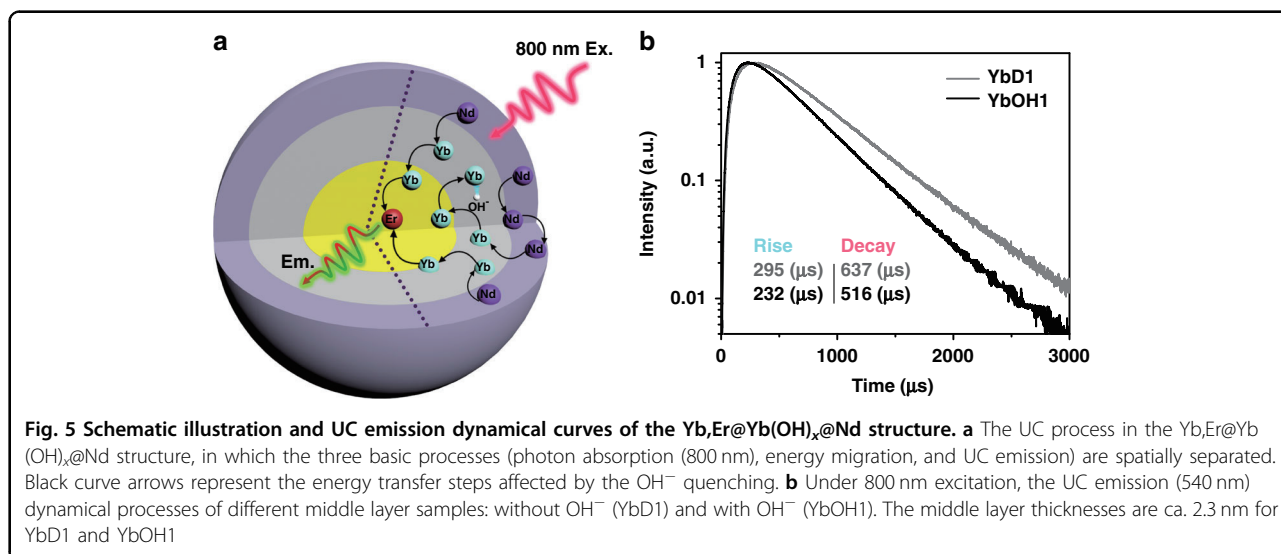 a
800 nm Ex.
Nd
Yb
Yb
Yb
Nd
OH⁻
Er
Yb
Nd
Yb
Nd
Em.
Yb
Yb
Nd
b
Intensity (a.u.)
1
0.1
0.01
YbD1
YbOH1
Rise Decay
295 (μs) 637 (μs)
232 (μs) 516 (μs)
0 1000 2000 3000
Time (μs)
Fig. 5 Schematic illustration and UC emission dynamical curves of the Yb,Er@Yb(OH)ₓ@Nd structure. a The UC process in the Yb,Er@Yb
(OH)ₓ@Nd structure, in which the three basic processes (photon absorption (800 nm), energy migration, and UC emission) are spatially separated.
Black curve arrows represent the energy transfer steps affected by the OH⁻ quenching. b Under 800 nm excitation, the UC emission (540 nm)
dynamical processes of different middle layer samples: without OH⁻ (YbD1) and with OH⁻ (YbOH1). The middle layer thicknesses are ca. 2.3 nm for
YbD1 and YbOH1